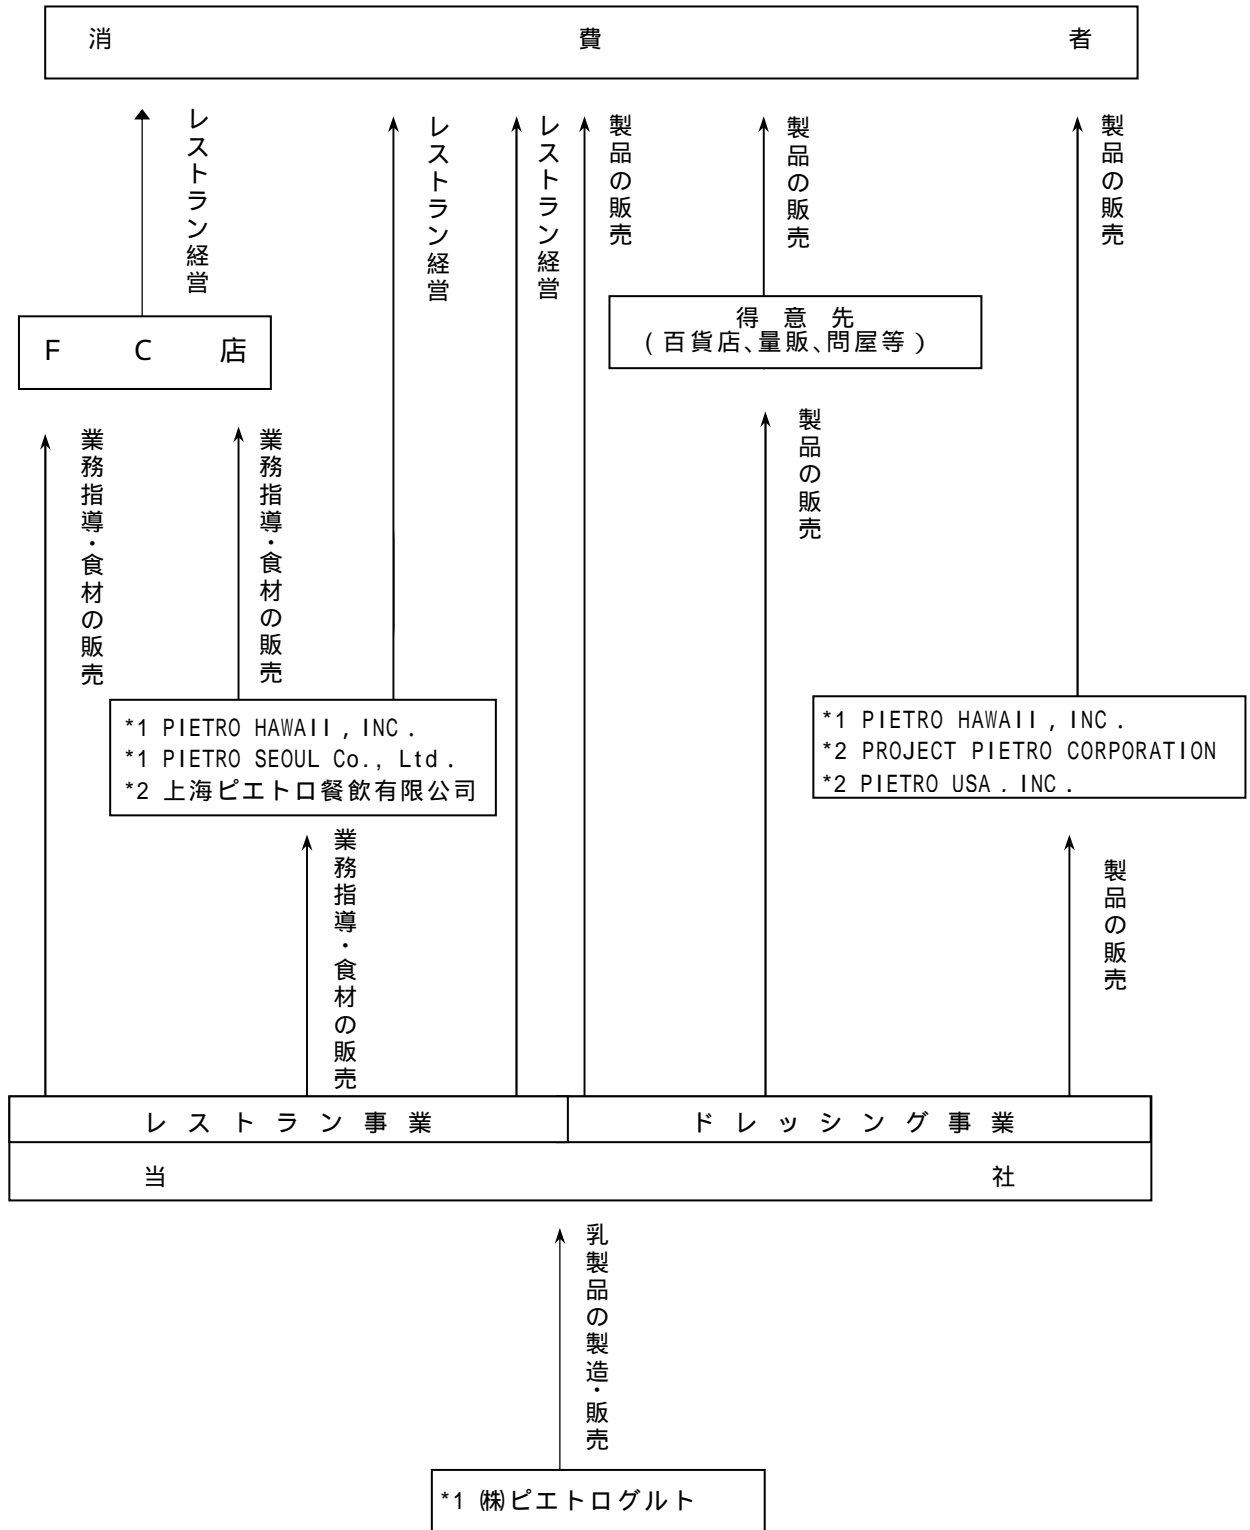 消費者
レストラン経営
レストラン経営
レストラン経営
製品の販売
製品の販売
製品の販売
得意先
(百貨店、量販、問屋等)
FC店
業務指導・食材の販売
業務指導・食材の販売
製品の販売
*1 PIETRO HAWAII, INC.
*1 PIETRO SEOUL Co., Ltd.
*2 上海ピエトロ餐飲有限公司
*1 PIETRO HAWAII, INC.
*2 PROJECT PIETRO CORPORATION
*2 PIETRO USA. INC.
業務指導・食材の販売
製品の販売
レストラン事業
ドレッシング事業
当社
乳製品の製造・販売
*1 ㈱ピエトログルト